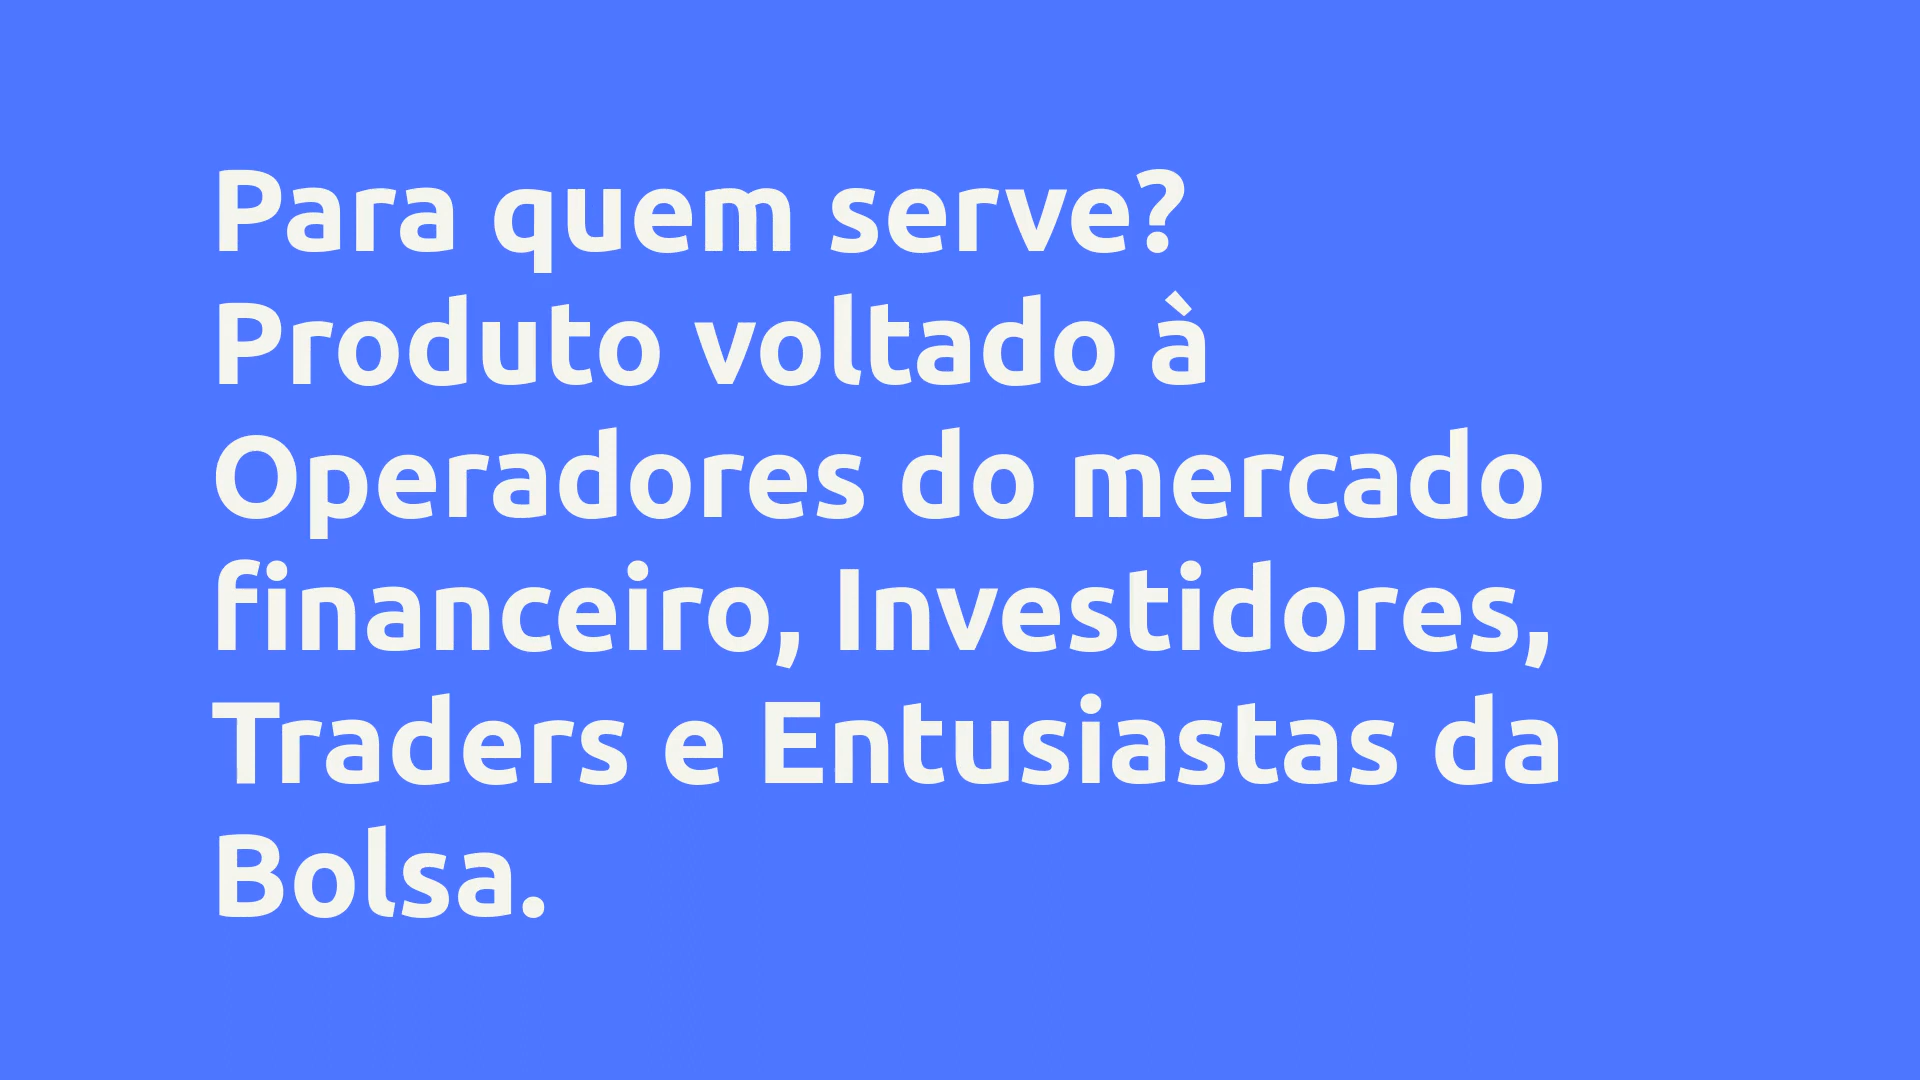 Para quem serve?
Produto voltado à
Operadores do mercado
financeiro, Investidores,
Traders e Entusiastas da
Bolsa.